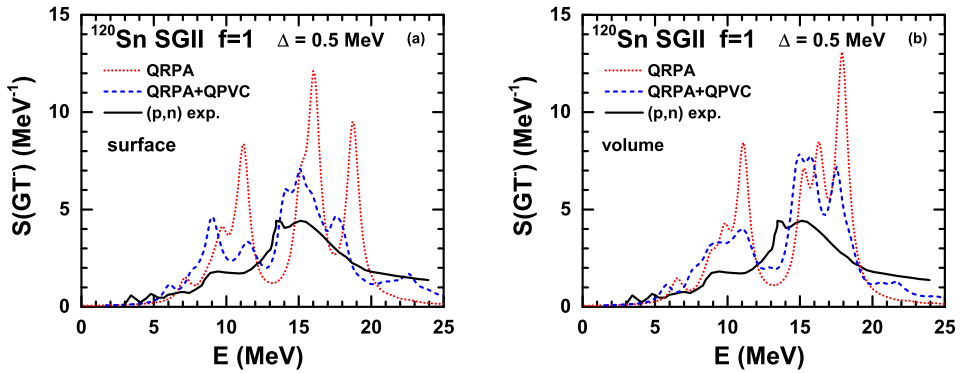 ¹²⁰Sn SGII f=1 Δ = 0.5 MeV (a)
QRPA
QRPA+QPVC
(p,n) exp.
surface
S(GT⁻) (MeV⁻¹)
15
10
5
0
0 5 10 15 20 25
E (MeV)
¹²⁰Sn SGII f=1 Δ = 0.5 MeV (b)
QRPA
QRPA+QPVC
(p,n) exp.
volume
S(GT⁻) (MeV⁻¹)
15
10
5
0
0 5 10 15 20 25
E (MeV)